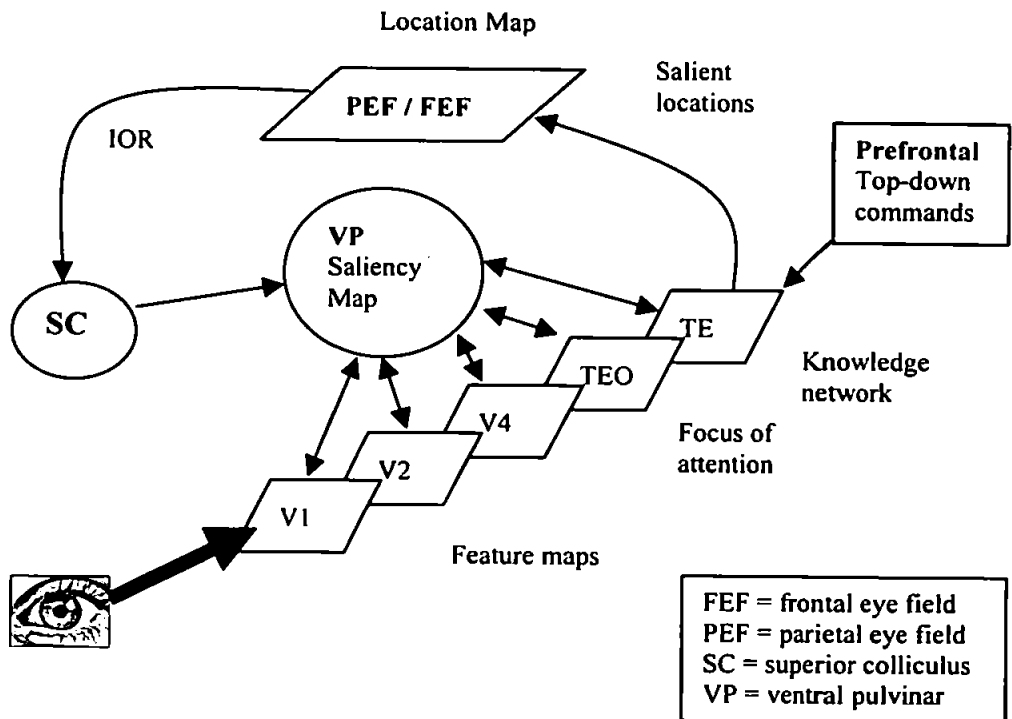 Location Map
PEF / FEF
Salient
locations
IOR
Prefrontal
Top-down
commands
VP
Saliency
Map
SC
TE
TEO
Knowledge
network
V4
Focus of
attention
V2
V1
Feature maps
FEF = frontal eye field
PEF = parietal eye field
SC = superior colliculus
VP = ventral pulvinar